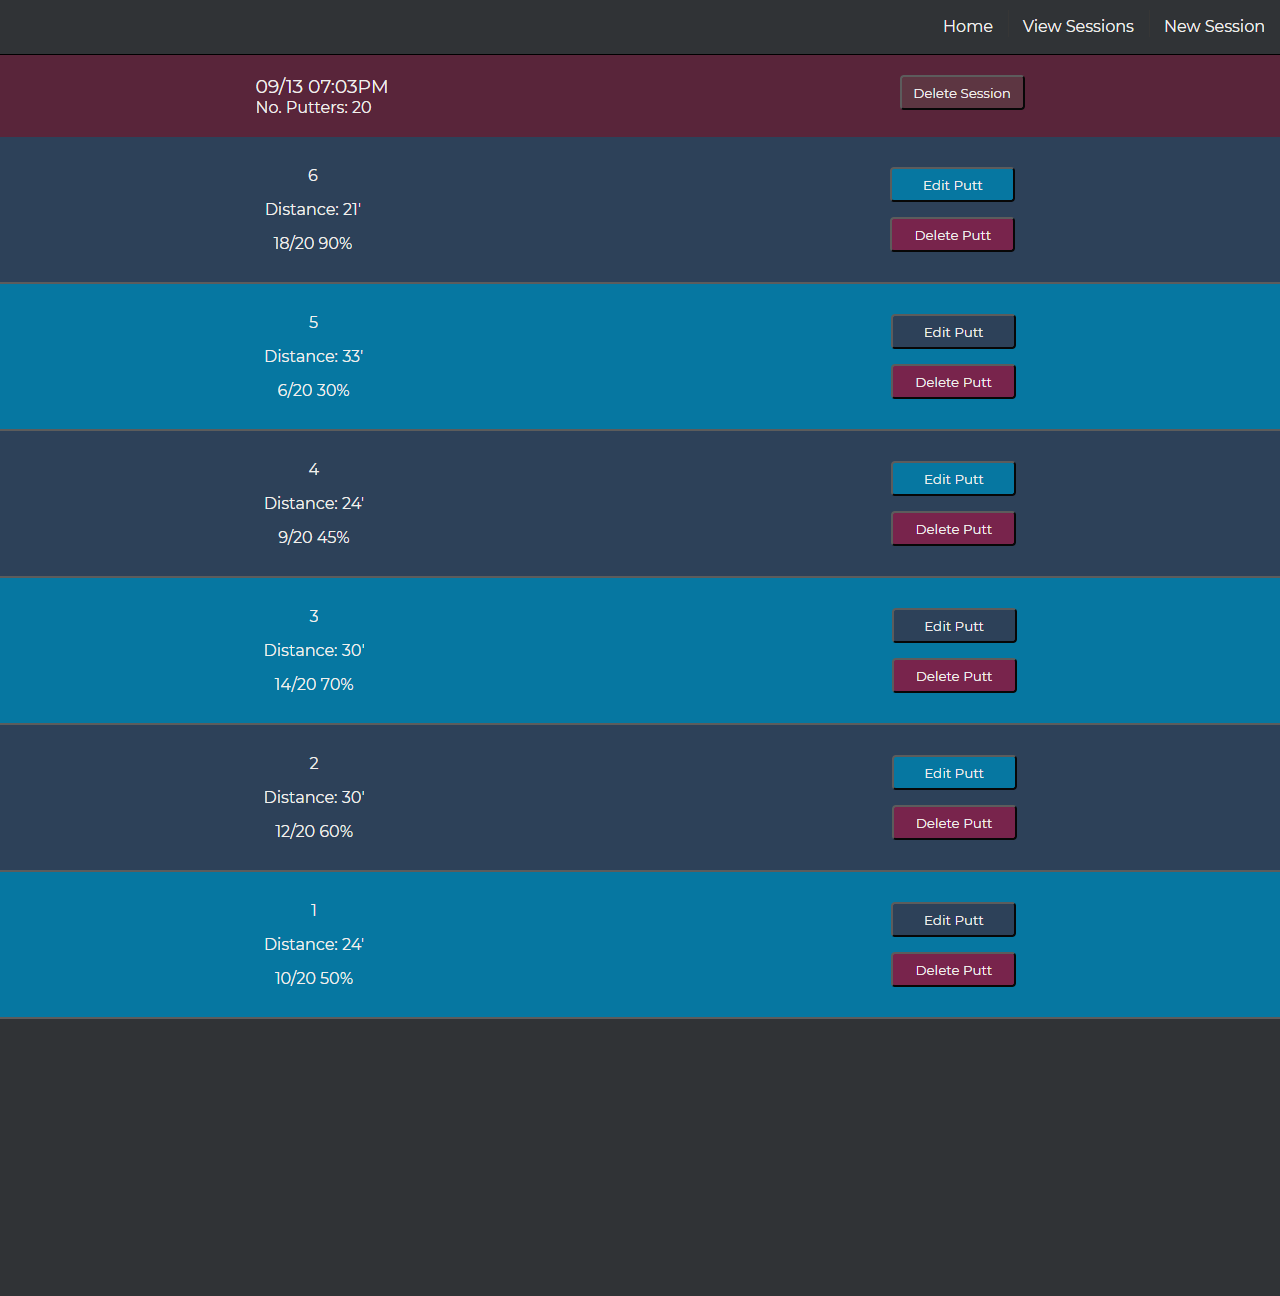 Home View Sessions New Session
09/13 07:03PM
No. Putters: 20
Delete Session
6
Distance: 21'
18/20 90%
Edit Putt
Delete Putt
5
Distance: 33'
6/20 30%
Edit Putt
Delete Putt
4
Distance: 24'
9/20 45%
Edit Putt
Delete Putt
3
Distance: 30'
14/20 70%
Edit Putt
Delete Putt
2
Distance: 30'
12/20 60%
Edit Putt
Delete Putt
1
Distance: 24'
10/20 50%
Edit Putt
Delete Putt